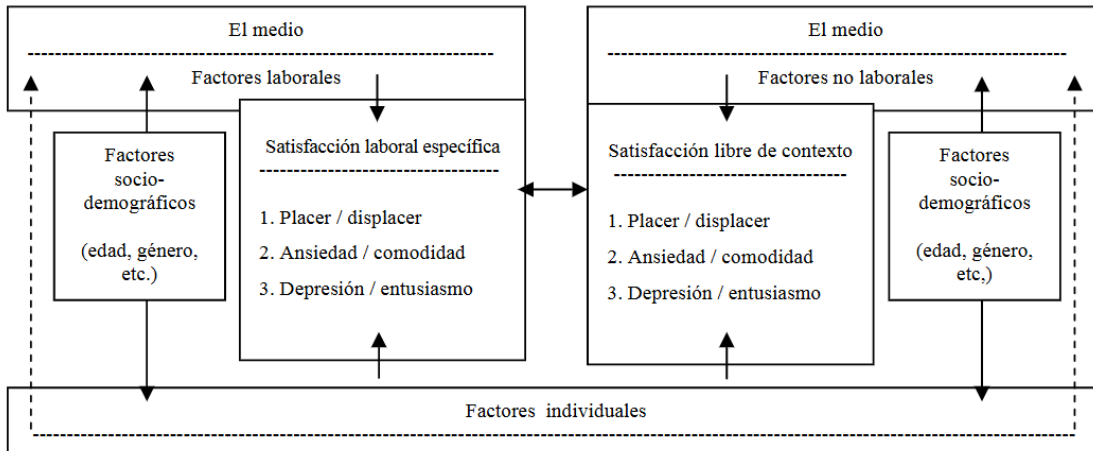 El medio
Factores laborales
Factores
socio-
demográficos
(edad, género,
etc.)
Satisfacción laboral específica
1. Placer / displacer
2. Ansiedad / comodidad
3. Depresión / entusiasmo
El medio
Factores no laborales
Satisfacción libre de contexto
1. Placer / displacer
2. Ansiedad / comodidad
3. Depresión / entusiasmo
Factores
socio-
demográficos
(edad, género,
etc,)
Factores individuales